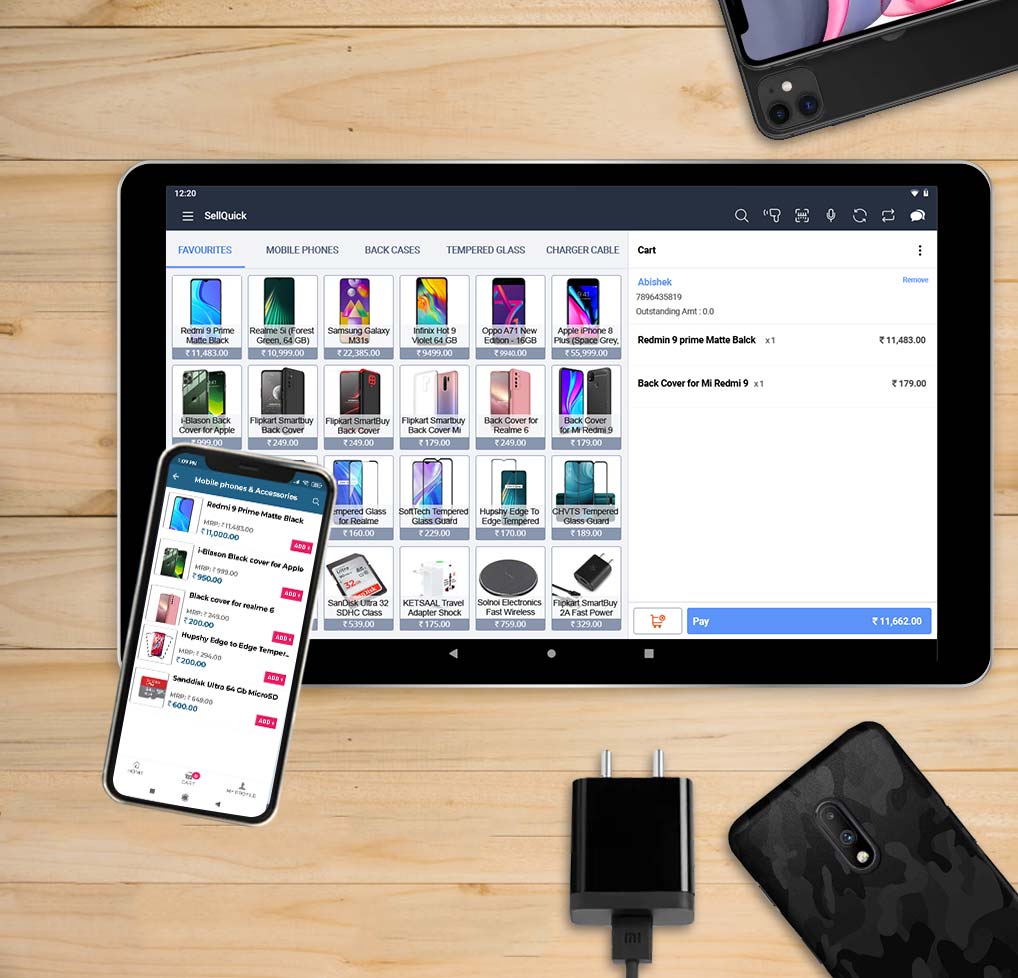 12:20
SellQuick
FAVOURITES
MOBILE PHONES
BACK CASES
TEMPERED GLASS
CHARGER CABLE
Redmi 9 Prime
Matte Black
₹ 11,483.00
Realme 5i (Forest
Green, 64 GB)
₹ 10,999.00
Samsung Galaxy
M31s
₹ 22,385.00
Infinix Hot 9
Violet 64 GB
₹ 9499.00
Oppo A71 New
Edition - 16GB
₹ 9940.00
Apple iPhone 8
Plus (Space Grey,
₹ 55,999.00
i-Blason Back
Cover for Apple
₹ 999.00
Flipkart Smartbuy
Back Cover
₹ 249.00
Flipkart SmartBuy
Back Cover
₹ 249.00
Flipkart Smartbuy
Back Cover Mi
₹ 179.00
Back Cover for
Realme 6
₹ 249.00
Back Cover
for Mi Redmi 9
₹ 179.00
empered Glass
for Realme
₹ 160.00
SoftTech Tempered
Glass Guard
₹ 229.00
Hupshy Edge To
Edge Tempered
₹ 170.00
CHVTS Tempered
Glass Guard
₹ 189.00
Ultra
32GB
SanDisk Ultra 32
SDHC Class
₹ 539.00
KETSAAL Travel
Adapter Shock
₹ 175.00
Solnoi Electronics
Fast Wireless
₹ 759.00
Flipkart SmartBuy
2A Fast Power
₹ 329.00
Cart
Abishek
Remove
7896435819
Outstanding Amt : 0.0
Redmin 9 prime Matte Balck x 1 ₹ 11,483.00
Back Cover for Mi Redmi 9 x 1 ₹ 179.00
Pay ₹ 11,662.00
1:09 PM
Mobile phones & Accessories
Redmi 9 Prime Matte Black
MRP: ₹ 11,483.00
₹ 11,000.00
ADD +
i-Blason Black cover for Apple
MRP: ₹ 999.00
₹ 950.00
ADD +
Black cover for realme 6
MRP: ₹ 249.00
₹ 200.00
ADD +
Hupshy Edge to Edge Temper..
MRP: ₹ 294.00
₹ 200.00
ADD +
Sanddisk Ultra 64 Gb MicroSD
MRP: ₹ 649.00
₹ 600.00
ADD +
HOME
CART
MY PROFILE
MI